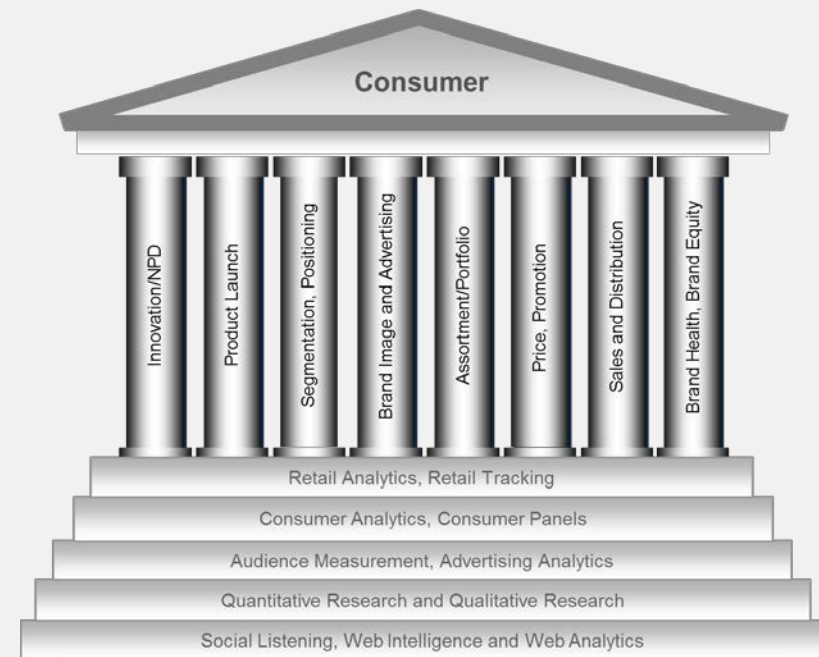 Consumer
Innovation/NPD
Product Launch
Segmentation, Positioning
Brand Image and Advertising
Assortment/Portfolio
Price, Promotion
Sales and Distribution
Brand Health, Brand Equity
Retail Analytics, Retail Tracking
Consumer Analytics, Consumer Panels
Audience Measurement, Advertising Analytics
Quantitative Research and Qualitative Research
Social Listening, Web Intelligence and Web Analytics